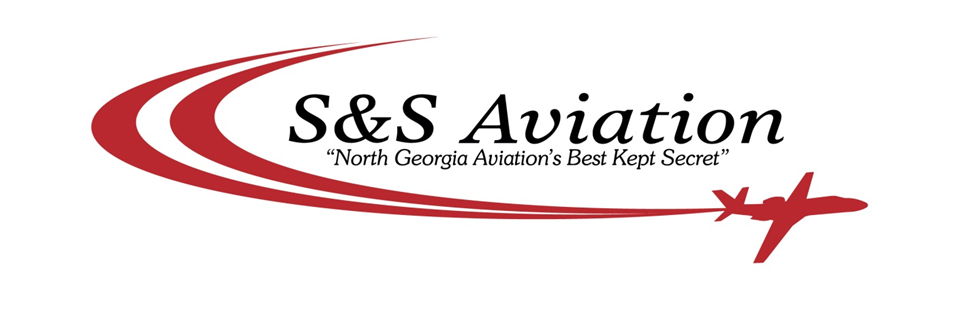 S&S Aviation
“North Georgia Aviation’s Best Kept Secret”